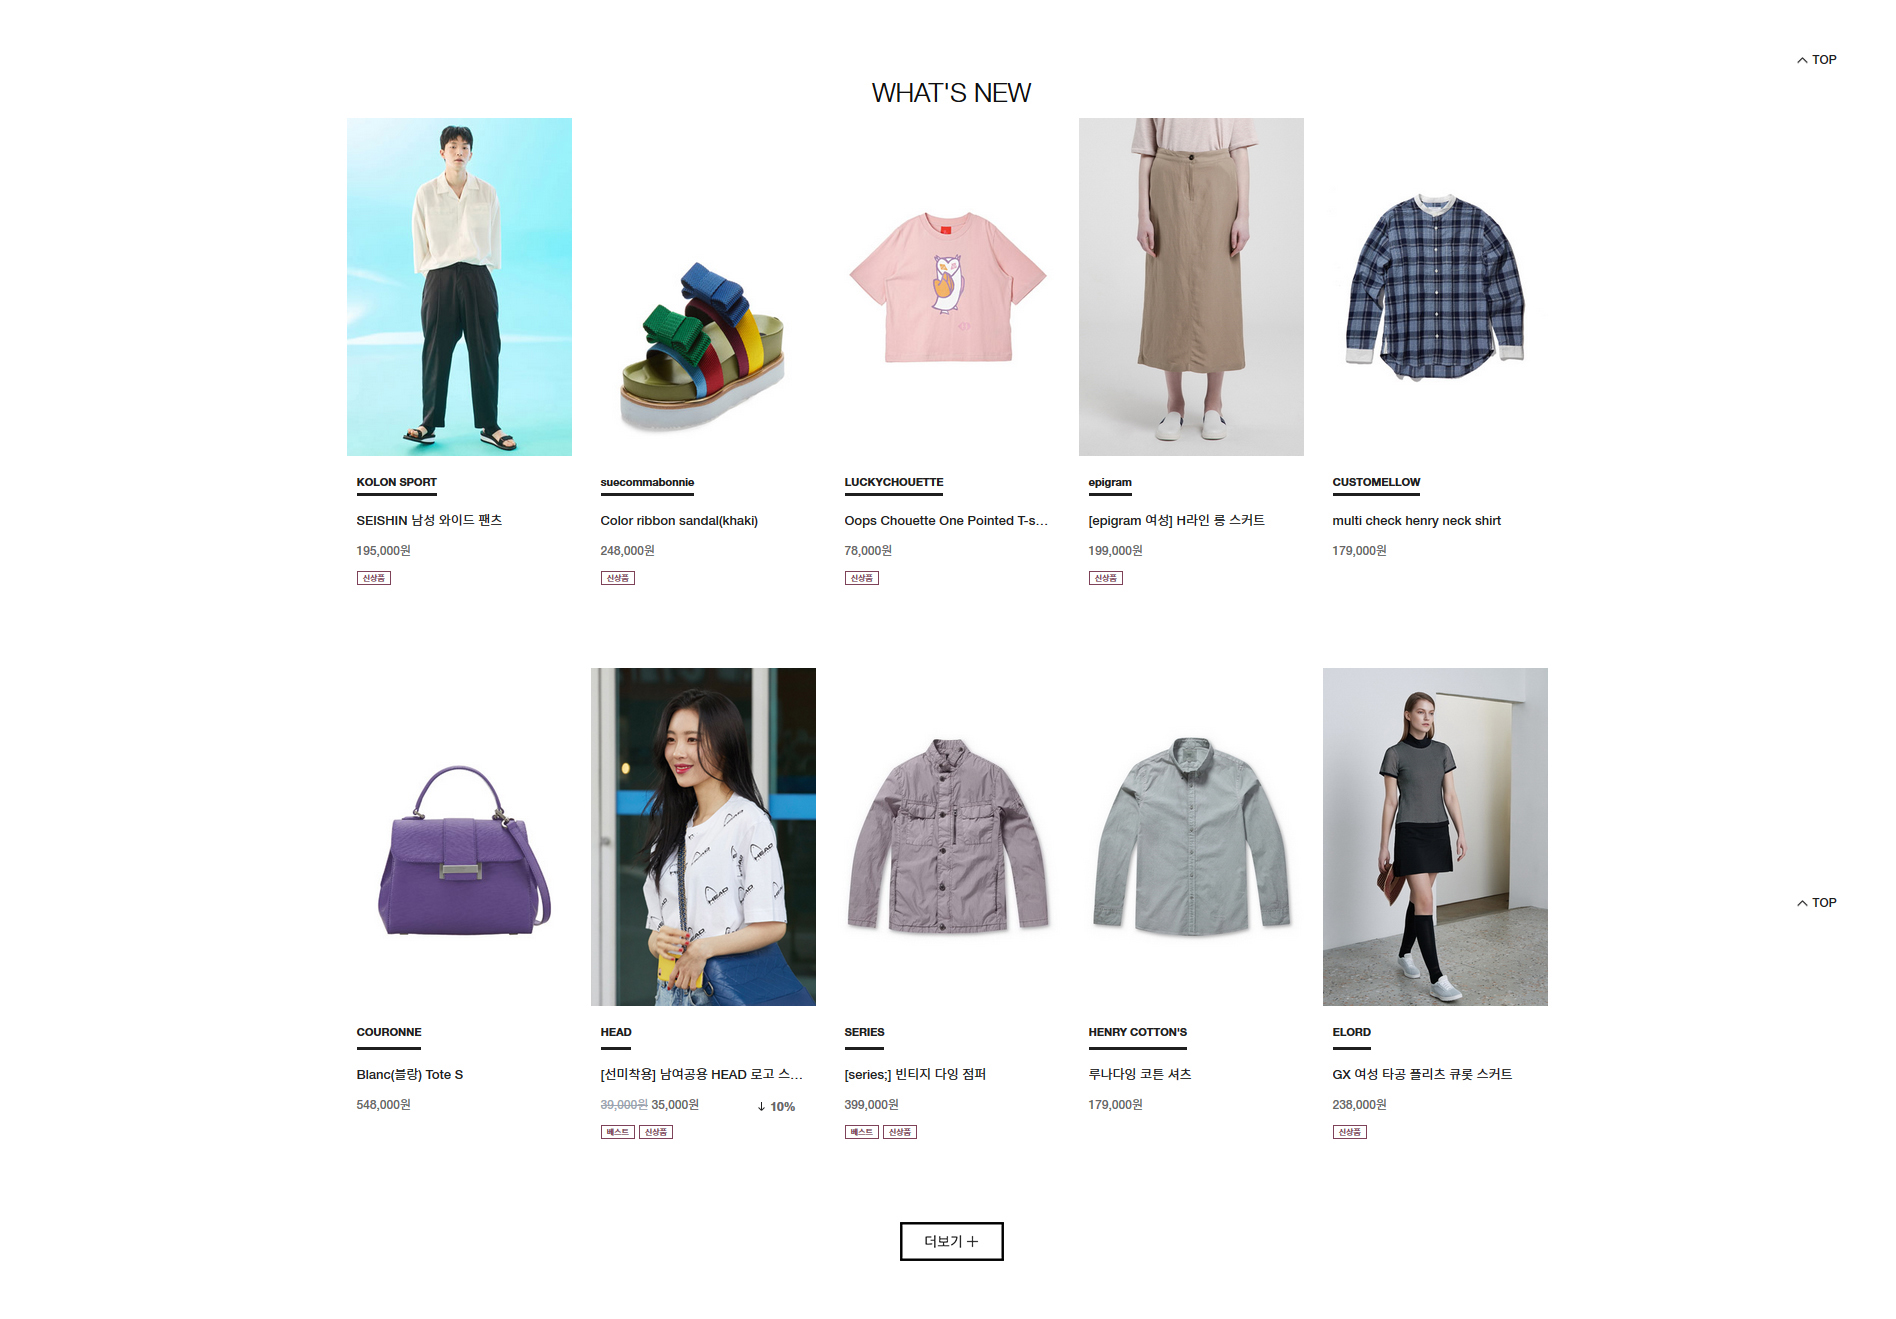 TOP
WHAT'S NEW
KOLON SPORT
SEISHIN 남성 와이드 팬츠
195,000원
신상품
suecommabonnie
Color ribbon sandal(khaki)
248,000원
신상품
LUCKYCHOUETTE
Oops Chouette One Pointed T-s...
78,000원
신상품
epigram
[epigram 여성] H라인 롱 스커트
199,000원
신상품
CUSTOMELLOW
multi check henry neck shirt
179,000원
HEAD
HEAD
HEAD
TOP
COURONNE
Blanc(블랑) Tote S
548,000원
HEAD
[선미착용] 남여공용 HEAD 로고 스...
39,000원 35,000원 ↓ 10%
베스트 신상품
SERIES
[series;] 빈티지 다잉 점퍼
399,000원
베스트 신상품
HENRY COTTON'S
루나다잉 코튼 셔츠
179,000원
ELORD
GX 여성 타공 플리츠 큐롯 스커트
238,000원
신상품
더보기 +